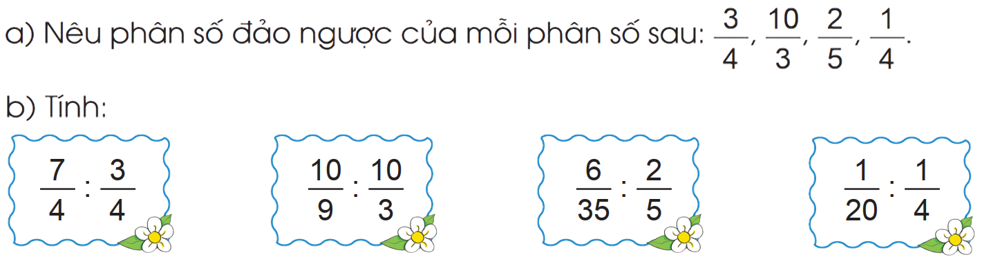 a) Nêu phân số đảo ngược của mỗi phân số sau: 3/4, 10/3, 2/5, 1/4.
b) Tính:
7/4 : 3/4    10/9 : 10/3    6/35 : 2/5    1/20 : 1/4